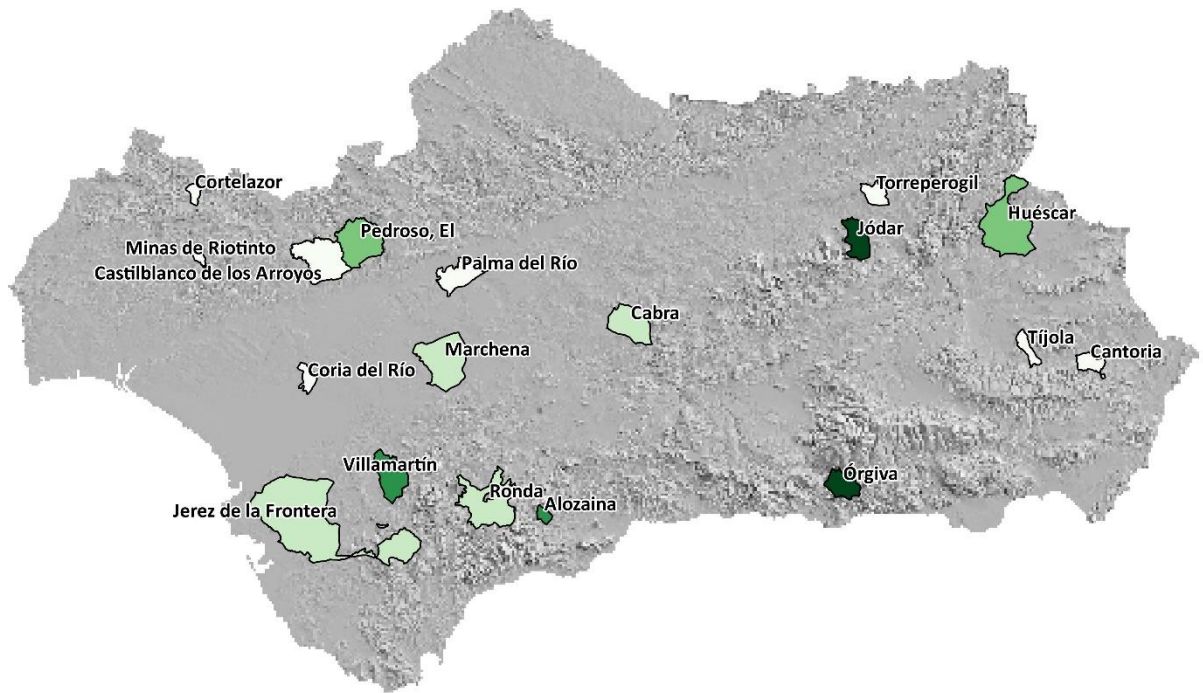 Cortelazor
Torreperogil
Huéscar
Pedroso, El
Jódar
Minas de Riotinto
Castilblanco de los Arroyos
Palma del Río
Cabra
Tíjola
Marchena
Cantoria
Coria del Río
Villamartín
Órgiva
Ronda
Alozaina
Jerez de la Frontera